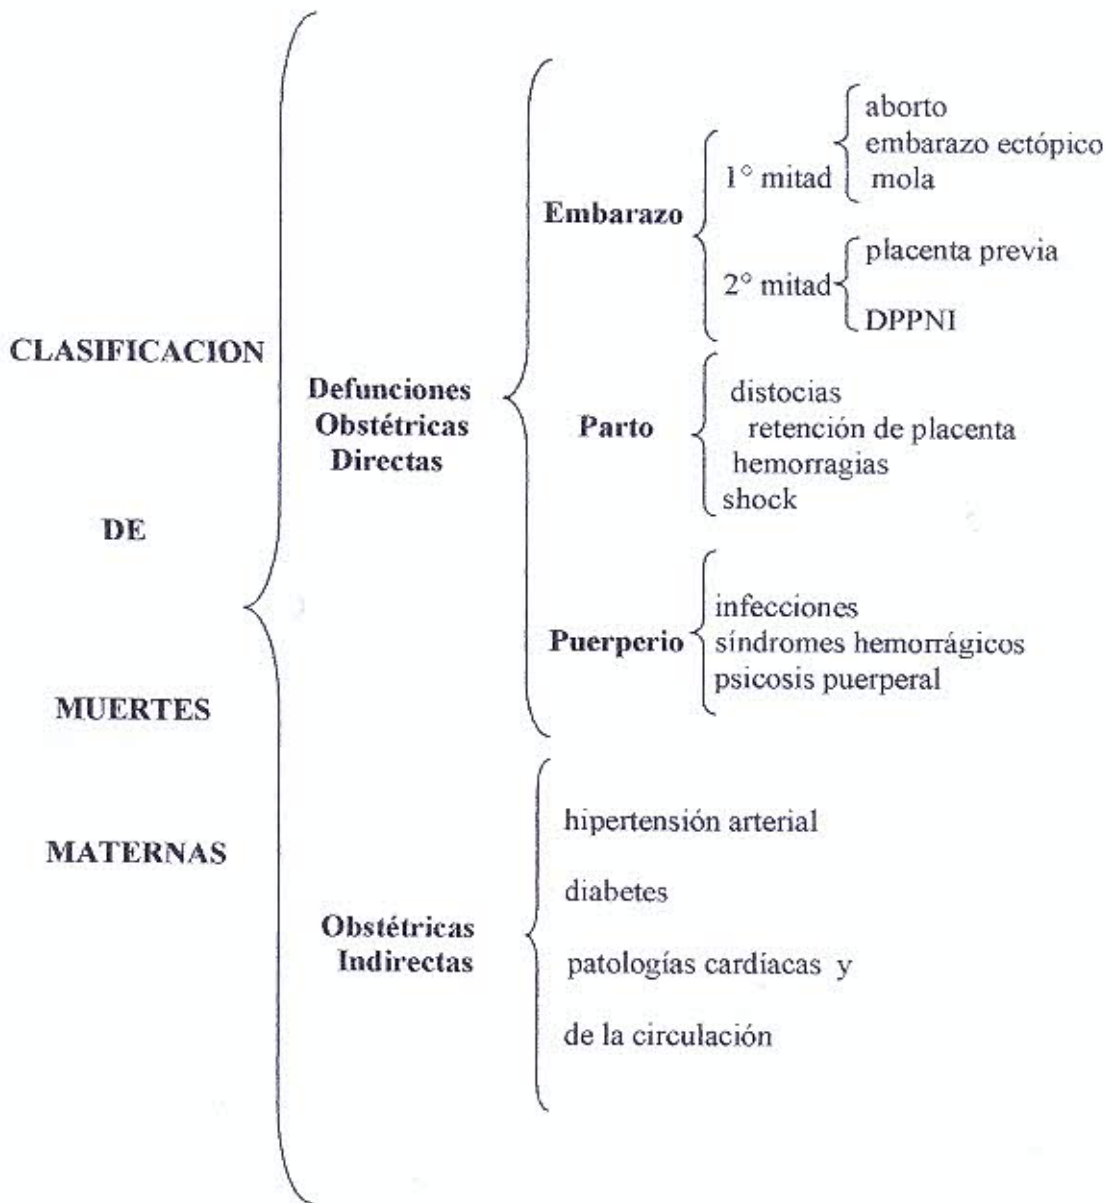 CLASIFICACION
DE
MUERTES
MATERNAS
Defunciones
Obstétricas
Directas
Embarazo
1° mitad
aborto
embarazo ectópico
mola
2° mitad
placenta previa
DPPNI
Parto
distocias
retención de placenta
hemorragias
shock
Puerperio
infecciones
síndromes hemorrágicos
psicosis puerperal
Obstétricas
Indirectas
hipertensión arterial
diabetes
patologías cardíacas y
de la circulación